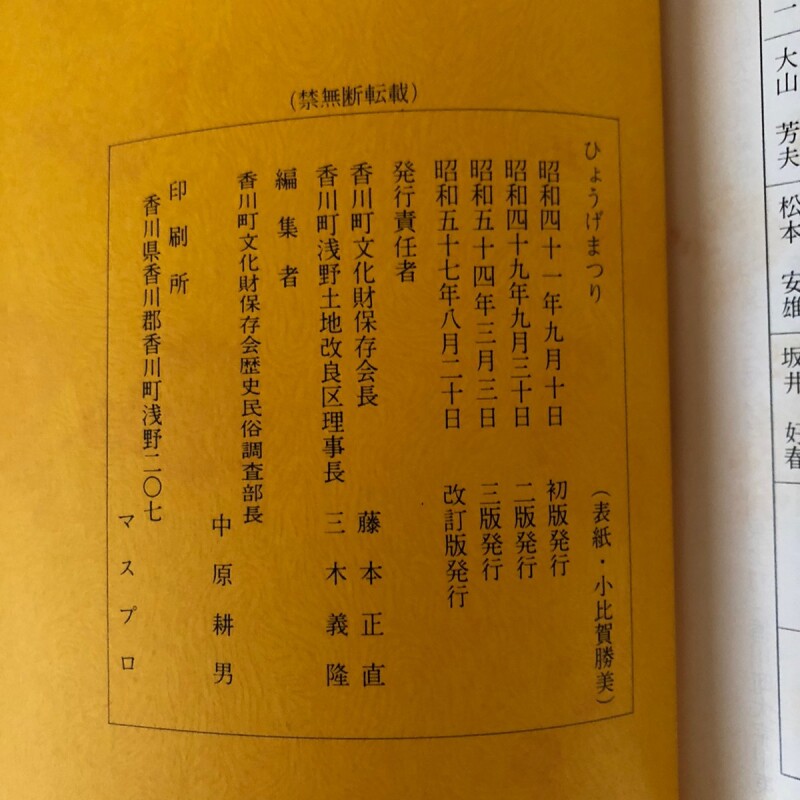 (禁無断転載)
ひょうげまつり (表紙・小比賀勝美)
昭和四十一年九月十日 初版発行
昭和四十九年九月三十日 二版発行
昭和五十四年三月三日 三版発行
昭和五十七年八月二十日 改訂版発行
発行責任者
香川町文化財保存会長 藤本正直
香川町浅野土地改良区理事長 三木義隆
編集者
香川町文化財保存会歴史民俗調査部長
中原耕男
印刷所
香川県香川郡香川町浅野二〇七
マスプロ
大山 芳夫
松本 安雄
坂井 好春